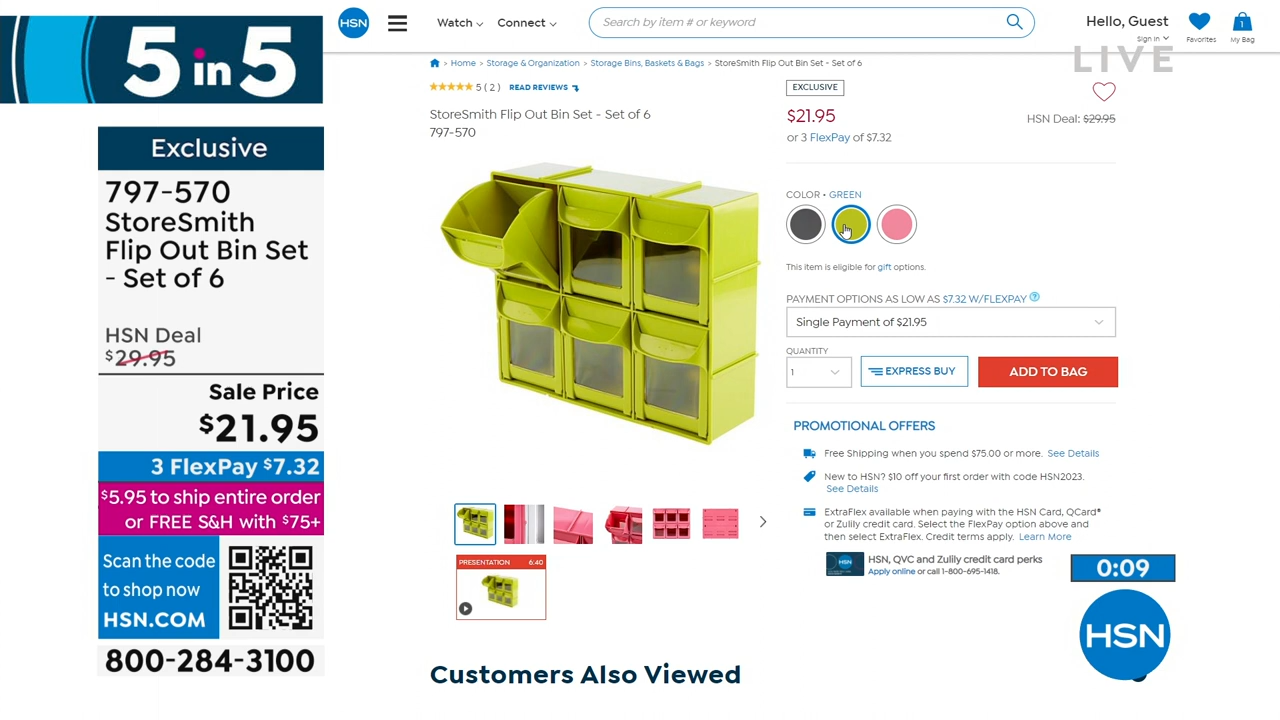 5 in 5
Exclusive
797-570
StoreSmith
Flip Out Bin Set
- Set of 6
HSN Deal
$29.95
Sale Price
$21.95
3 FlexPay $7.32
$5.95 to ship entire order
or FREE S&H with $75+
Scan the code
to shop now
HSN.COM
800-284-3100
HSN
Watch
Connect
Search by item # or keyword
Hello, Guest
Sign In
Favorites
1
My Bag
LIVE
> Home > Storage & Organization > Storage Bins, Baskets & Bags > StoreSmith Flip Out Bin Set - Set of 6
5 ( 2 ) READ REVIEWS
StoreSmith Flip Out Bin Set - Set of 6
797-570
EXCLUSIVE
$21.95
HSN Deal: $29.95
or 3 FlexPay of $7.32
COLOR • GREEN
This item is eligible for gift options.
PAYMENT OPTIONS AS LOW AS $7.32 W/FLEXPAY ?
Single Payment of $21.95
QUANTITY
1
EXPRESS BUY
ADD TO BAG
PROMOTIONAL OFFERS
Free Shipping when you spend $75.00 or more. See Details
New to HSN? $10 off your first order with code HSN2023.
See Details
ExtraFlex available when paying with the HSN Card, QCard®
or Zulily credit card. Select the FlexPay option above and
then select ExtraFlex. Credit terms apply. Learn More
HSN
HSN, QVC and Zulily credit card perks
Apply online or call 1-800-695-1418.
PRESENTATION 6:40
0:09
HSN
Customers Also Viewed